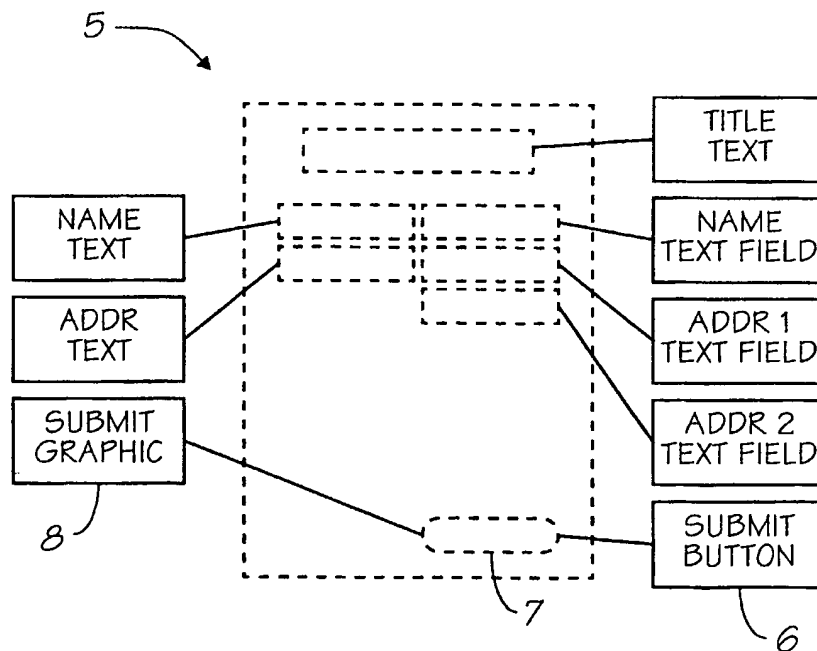 5
TITLE
TEXT
NAME
TEXT
NAME
TEXT FIELD
ADDR
TEXT
ADDR 1
TEXT FIELD
SUBMIT
GRAPHIC
ADDR 2
TEXT FIELD
SUBMIT
BUTTON
8
7
6